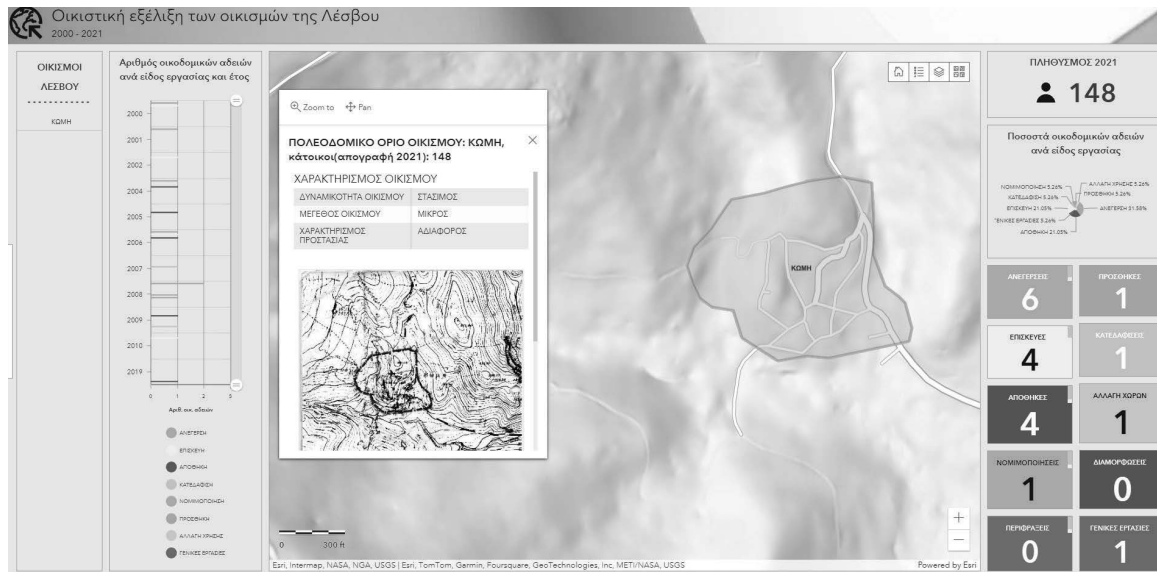 Οικιστική εξέλιξη των οικισμών της Λέσβου
2000 - 2021
ΟΙΚΙΣΜΟΙ
ΛΕΣΒΟΥ
ΚΩΜΗ
Αριθμός οικοδομικών αδειών
ανά είδος εργασίας και έτος
2000
2001
2002
2004
2005
2006
2007
2008
2009
2010
2019
0 1 2 3
Αριθ. οικ. αδειών
ΑΝΕΓΕΡΣΗ
ΕΠΙΣΚΕΥΗ
ΑΠΟΘΗΚΗ
ΚΑΤΕΔΑΦΙΣΗ
ΝΟΜΙΜΟΠΟΙΗΣΗ
ΠΡΟΣΘΗΚΗ
ΑΛΛΑΓΗ ΧΡΗΣΗΣ
ΓΕΝΙΚΕΣ ΕΡΓΑΣΙΕΣ
Zoom to Pan
ΠΟΛΕΟΔΟΜΙΚΟ ΟΡΙΟ ΟΙΚΙΣΜΟΥ: ΚΩΜΗ,
κάτοικοι(απογραφή 2021): 148
ΧΑΡΑΚΤΗΡΙΣΜΟΣ ΟΙΚΙΣΜΟΥ
ΔΥΝΑΜΙΚΟΤΗΤΑ ΟΙΚΙΣΜΟΥ ΣΤΑΣΙΜΟΣ
ΜΕΓΕΘΟΣ ΟΙΚΙΣΜΟΥ ΜΙΚΡΟΣ
ΧΑΡΑΚΤΗΡΙΣΜΟΣ ΑΔΙΑΦΟΡΟΣ
ΠΡΟΣΤΑΣΙΑΣ
ΚΩΜΗ
0 300 ft
Esri, Intermap, NASA, NGA, USGS | Esri, TomTom, Garmin, Foursquare, GeoTechnologies, Inc, METI/NASA, USGS
Powered by Esri
ΠΛΗΘΥΣΜΟΣ 2021
148
Ποσοστά οικοδομικών αδειών
ανά είδος εργασίας
ΝΟΜΙΜΟΠΟΙΗΣΗ 5.26%
ΚΑΤΕΔΑΦΙΣΗ 5.26%
ΕΠΙΣΚΕΥΗ 21.05%
ΓΕΝΙΚΕΣ ΕΡΓΑΣΙΕΣ 5.26%
ΑΠΟΘΗΚΗ 21.05%
ΑΛΛΑΓΗ ΧΡΗΣΗΣ 5.26%
ΠΡΟΣΘΗΚΗ 5.26%
ΑΝΕΓΕΡΣΗ 31.58%
ΑΝΕΓΕΡΣΕΙΣ ΠΡΟΣΘΗΚΕΣ
6 1
ΕΠΙΣΚΕΥΕΣ ΚΑΤΕΔΑΦΙΣΕΙΣ
4 1
ΑΠΟΘΗΚΕΣ ΑΛΛΑΓΗ ΧΩΡΩΝ
4 1
ΝΟΜΙΜΟΠΟΙΗΣΕΙΣ ΔΙΑΜΟΡΦΩΣΕΙΣ
1 0
ΠΕΡΙΦΡΑΞΕΙΣ ΓΕΝΙΚΕΣ ΕΡΓΑΣΙΕΣ
0 1